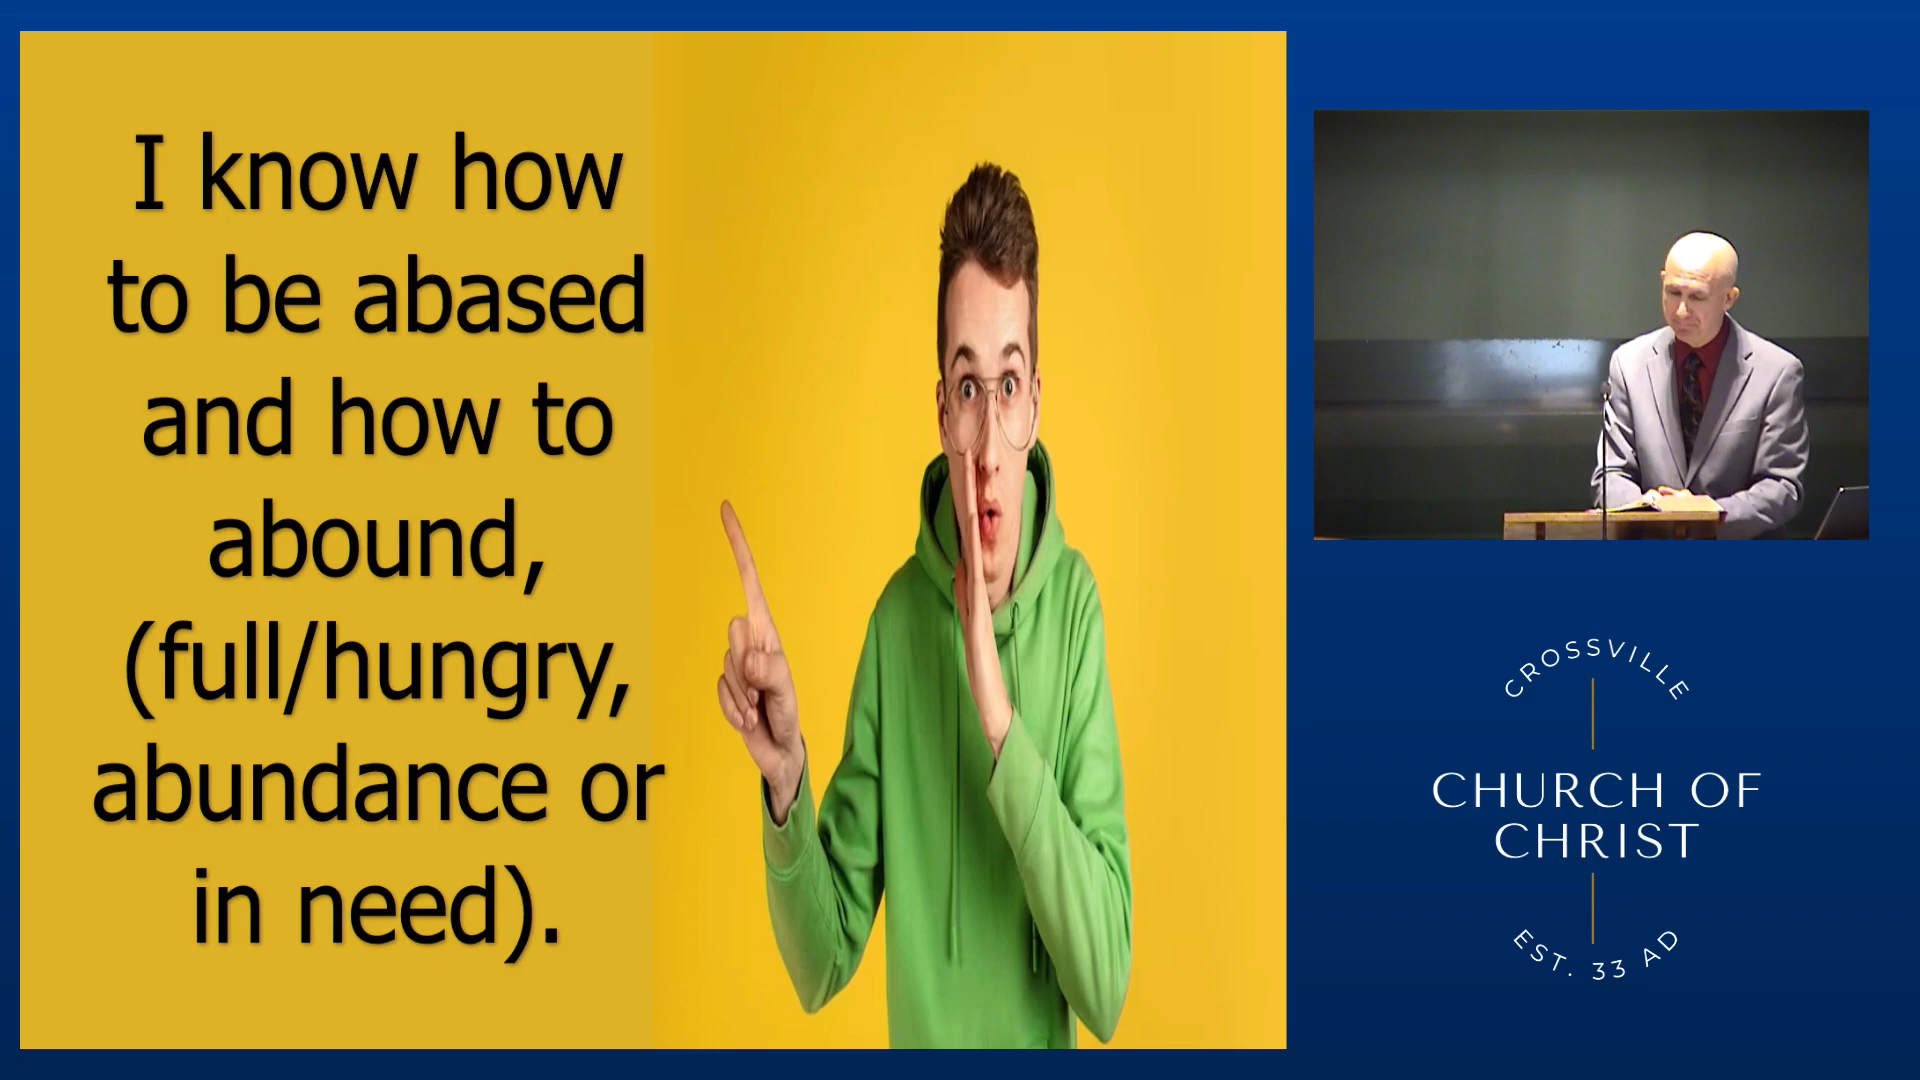 I know how
to be abased
and how to
abound,
(full/hungry,
abundance or
in need).
CROSSVILLE
CHURCH OF
CHRIST
EST. 33 AD